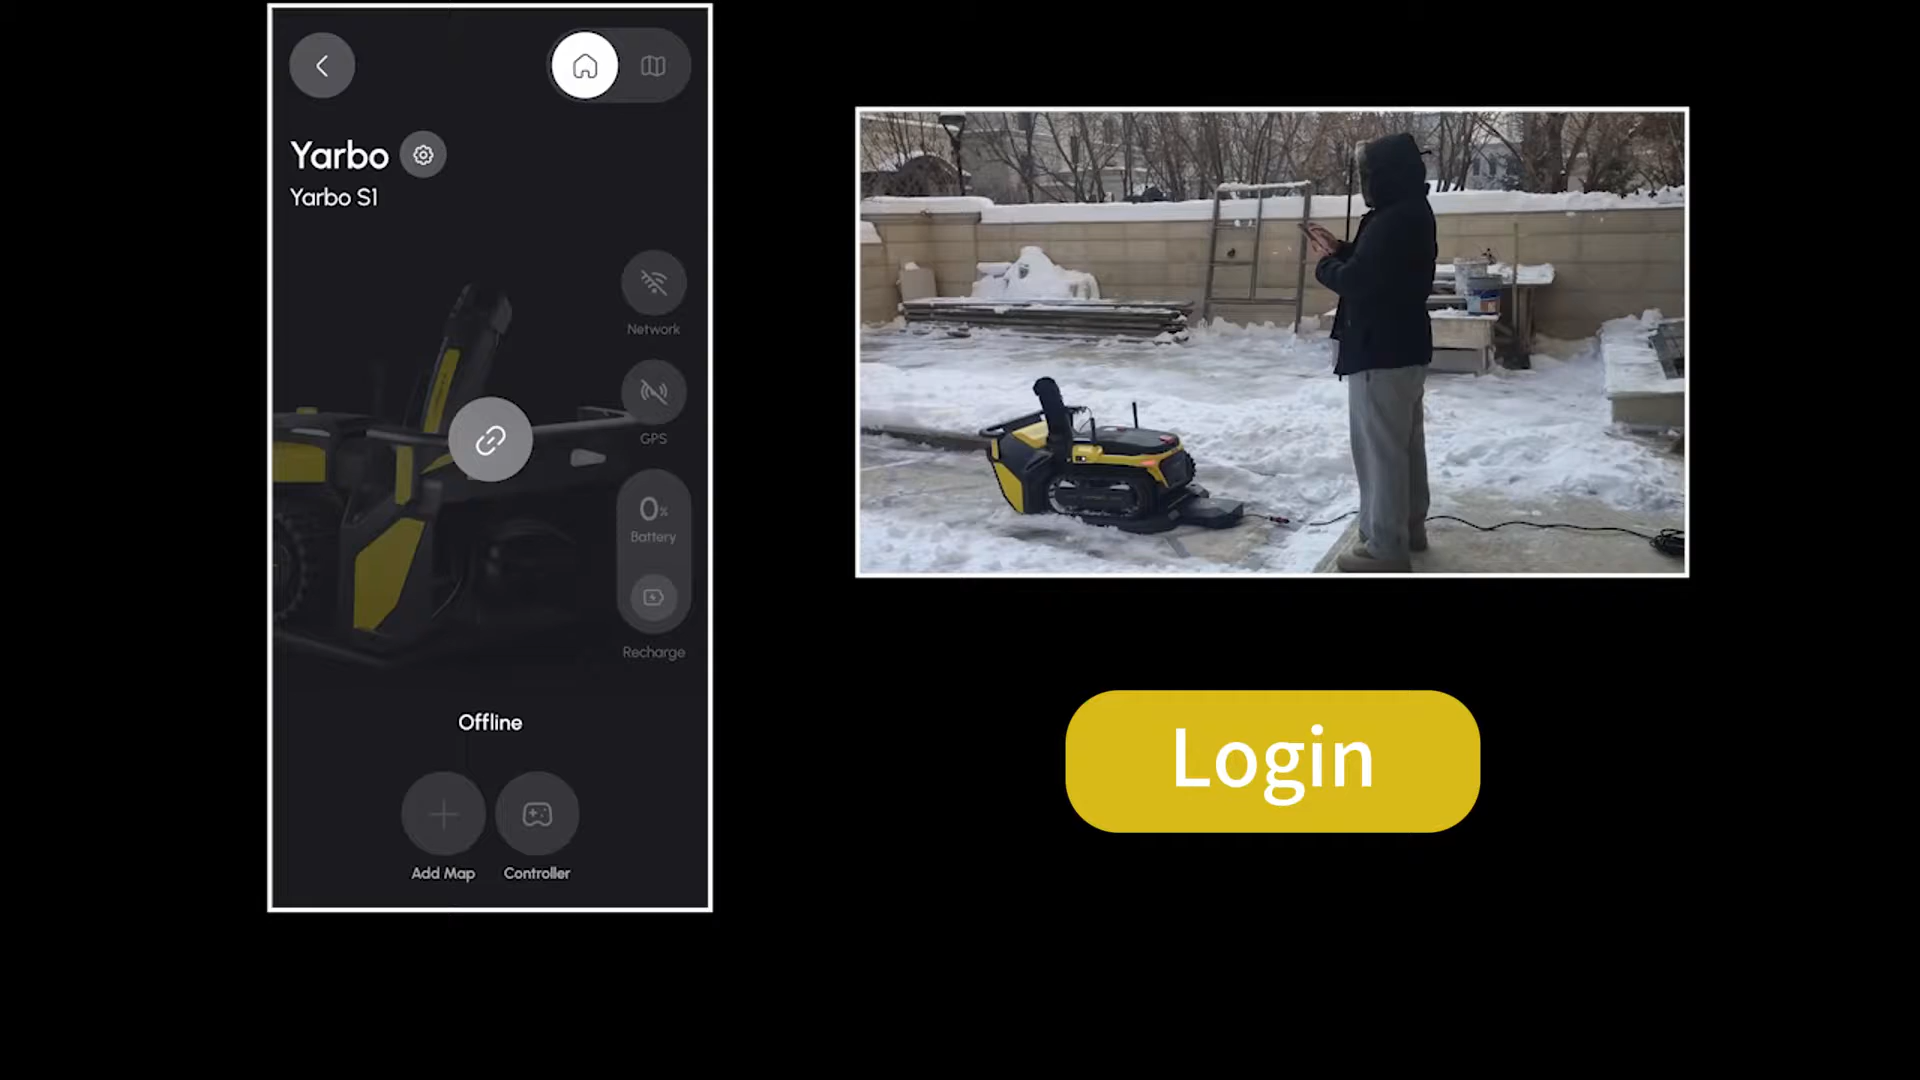 Yarbo
Yarbo S1
Network
GPS
0%
Battery
Recharge
Offline
Add Map
Controller
Login